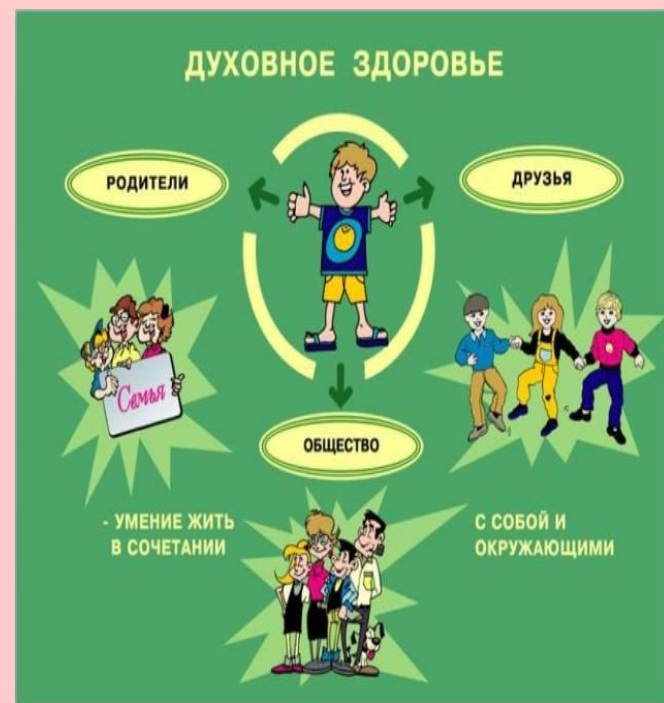 ДУХОВНОЕ ЗДОРОВЬЕ
РОДИТЕЛИ
ДРУЗЬЯ
Семья
ОБЩЕСТВО
- УМЕНИЕ ЖИТЬ
В СОЧЕТАНИИ
С СОБОЙ И
ОКРУЖАЮЩИМИ